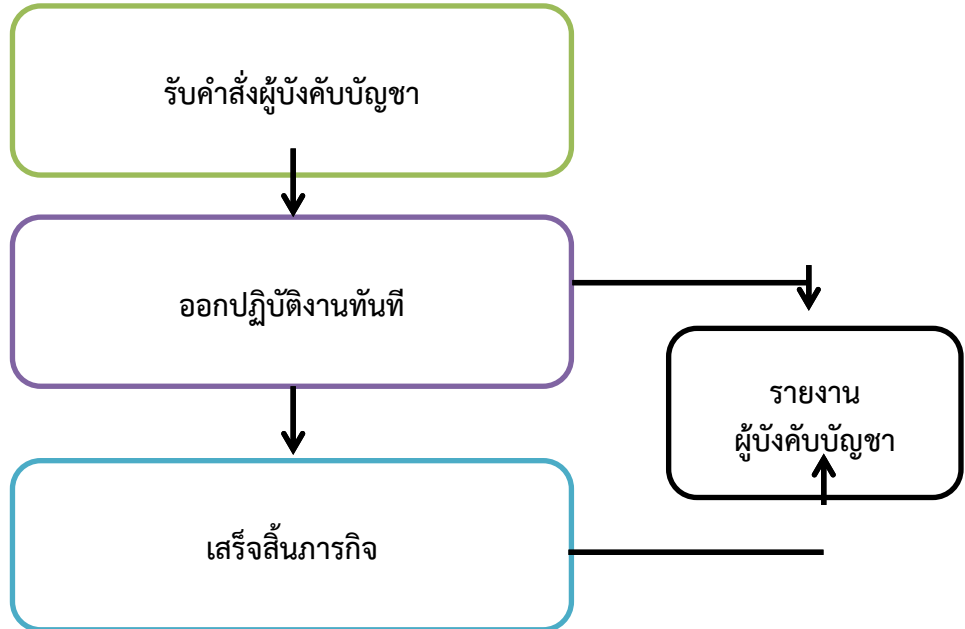 รับคำสั่งผู้บังคับบัญชา
ออกปฏิบัติงานทันที
รายงาน
ผู้บังคับบัญชา
เสร็จสิ้นภารกิจ